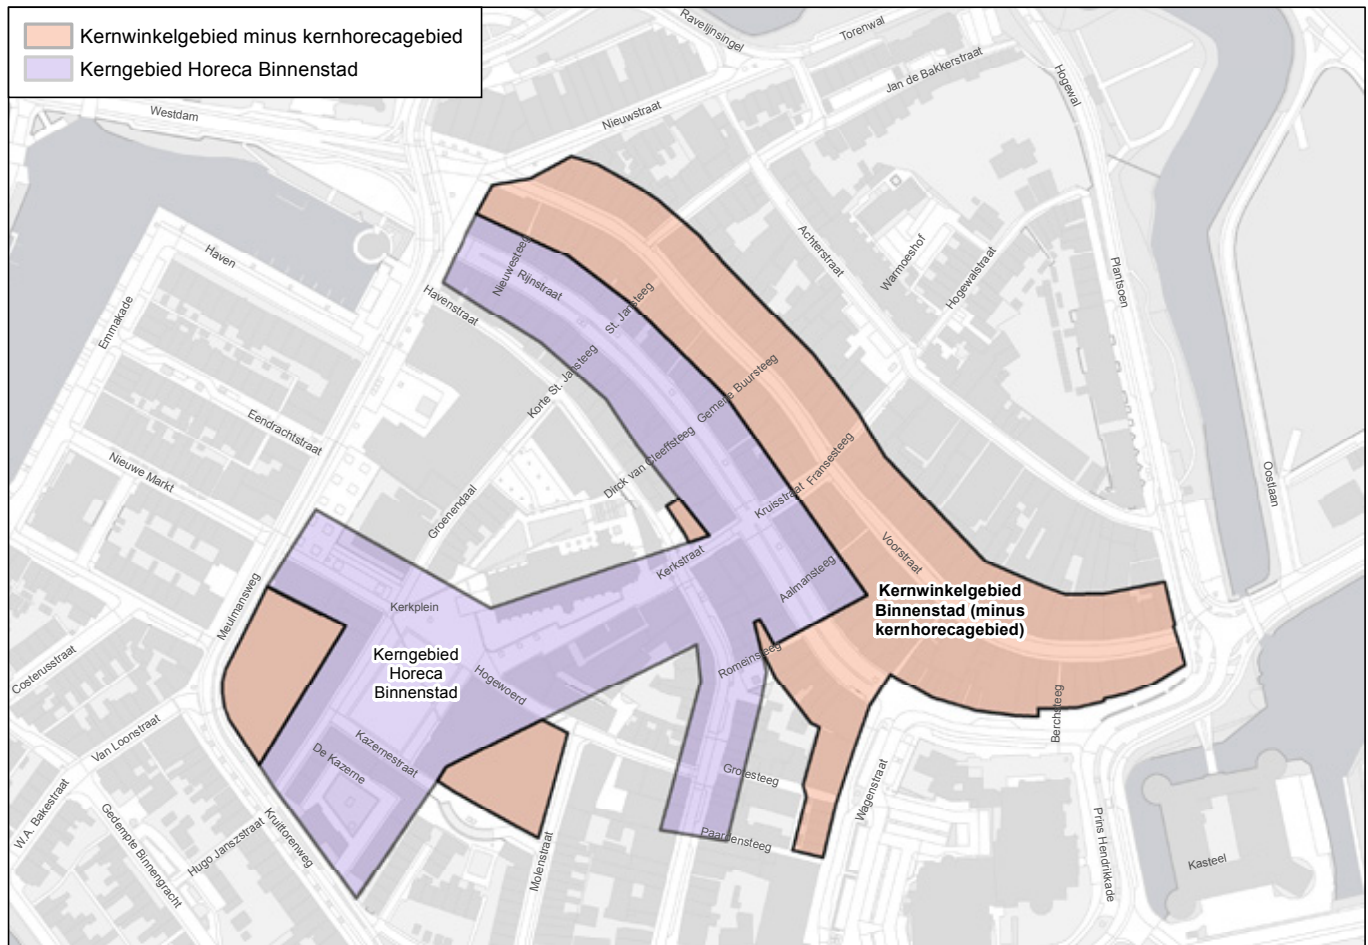 Kernwinkelgebied minus kernhorecagebied
Kerngebied Horeca Binnenstad
Ravelijnsingel
Torenwal
Jan de Bakkerstraat
Hogewal
Westdam
Nieuwstraat
Achterstraat
Warmoeshof
Hogewalstraat
Plantsoen
Haven
Nieuwesteeg
Rijnstraat
Havenstraat
St. Jansteeg
Emmakade
Korte St. Jansteeg
Gemene Buursteeg
Eendrachtstraat
Nieuwe Markt
Dirck van Cleeffsteeg
Fransesteeg
Kruisstraat
Groenendaal
Oostlaan
Voorstraat
Kerkstraat
Aalmansteeg
Meulmansweg
Kerkplein
Kernwinkelgebied
Binnenstad (minus
kernhorecagebied)
Kerngebied
Horeca
Binnenstad
Costerusstraat
Hogewoerd
Romeinsteeg
Berchsteeg
Van Loonstraat
Kazernestraat
De Kazerne
Grotesteeg
Wagenstraat
W.A. Bakestraat
Gedempte Binnengracht
Hugo Janszstraat
Kruittorenweg
Molenstraat
Paardensteeg
Prins Hendrikkade
Kasteel